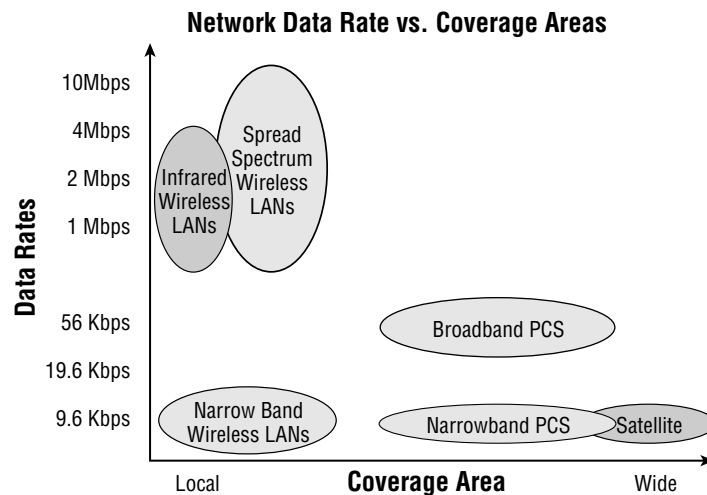 Network Data Rate vs. Coverage Areas
10Mbps
4Mbps
2 Mbps
1 Mbps
56 Kbps
19.6 Kbps
9.6 Kbps
Data Rates
Infrared
Wireless
LANs
Spread
Spectrum
Wireless
LANs
Broadband PCS
Narrow Band
Wireless LANs
Narrowband PCS
Satellite
Local
Coverage Area
Wide